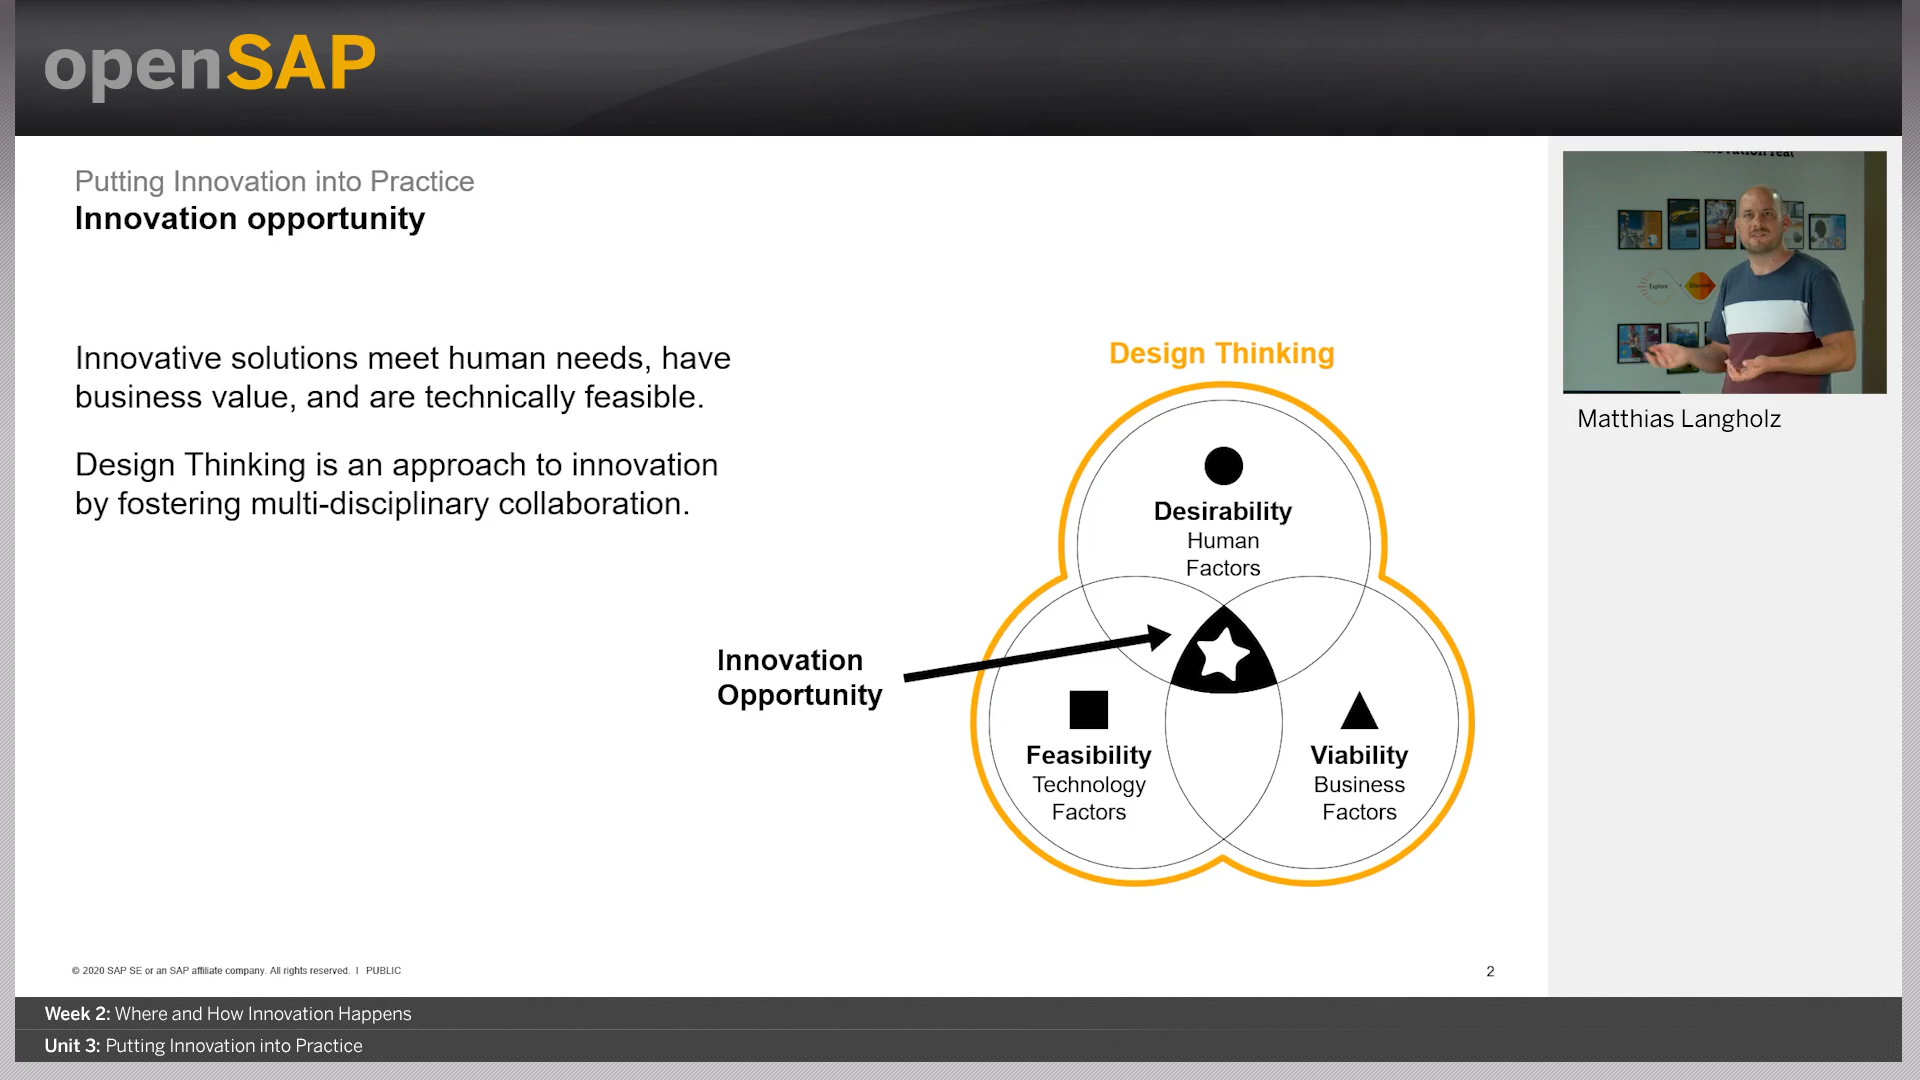 openSAP
Putting Innovation into Practice
Innovation opportunity
Innovative solutions meet human needs, have
business value, and are technically feasible.
Design Thinking is an approach to innovation
by fostering multi-disciplinary collaboration.
Design Thinking
Desirability
Human
Factors
Innovation
Opportunity
Feasibility
Technology
Factors
Viability
Business
Factors
Explore
Matthias Langholz
© 2020 SAP SE or an SAP affiliate company. All rights reserved. | PUBLIC
2
Week 2: Where and How Innovation Happens
Unit 3: Putting Innovation into Practice